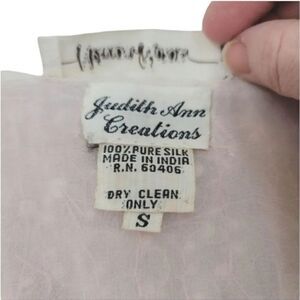 Judith Ann
Creations
100% PURE SILK
MADE IN INDIA
R.N. 60406
DRY CLEAN
ONLY
S